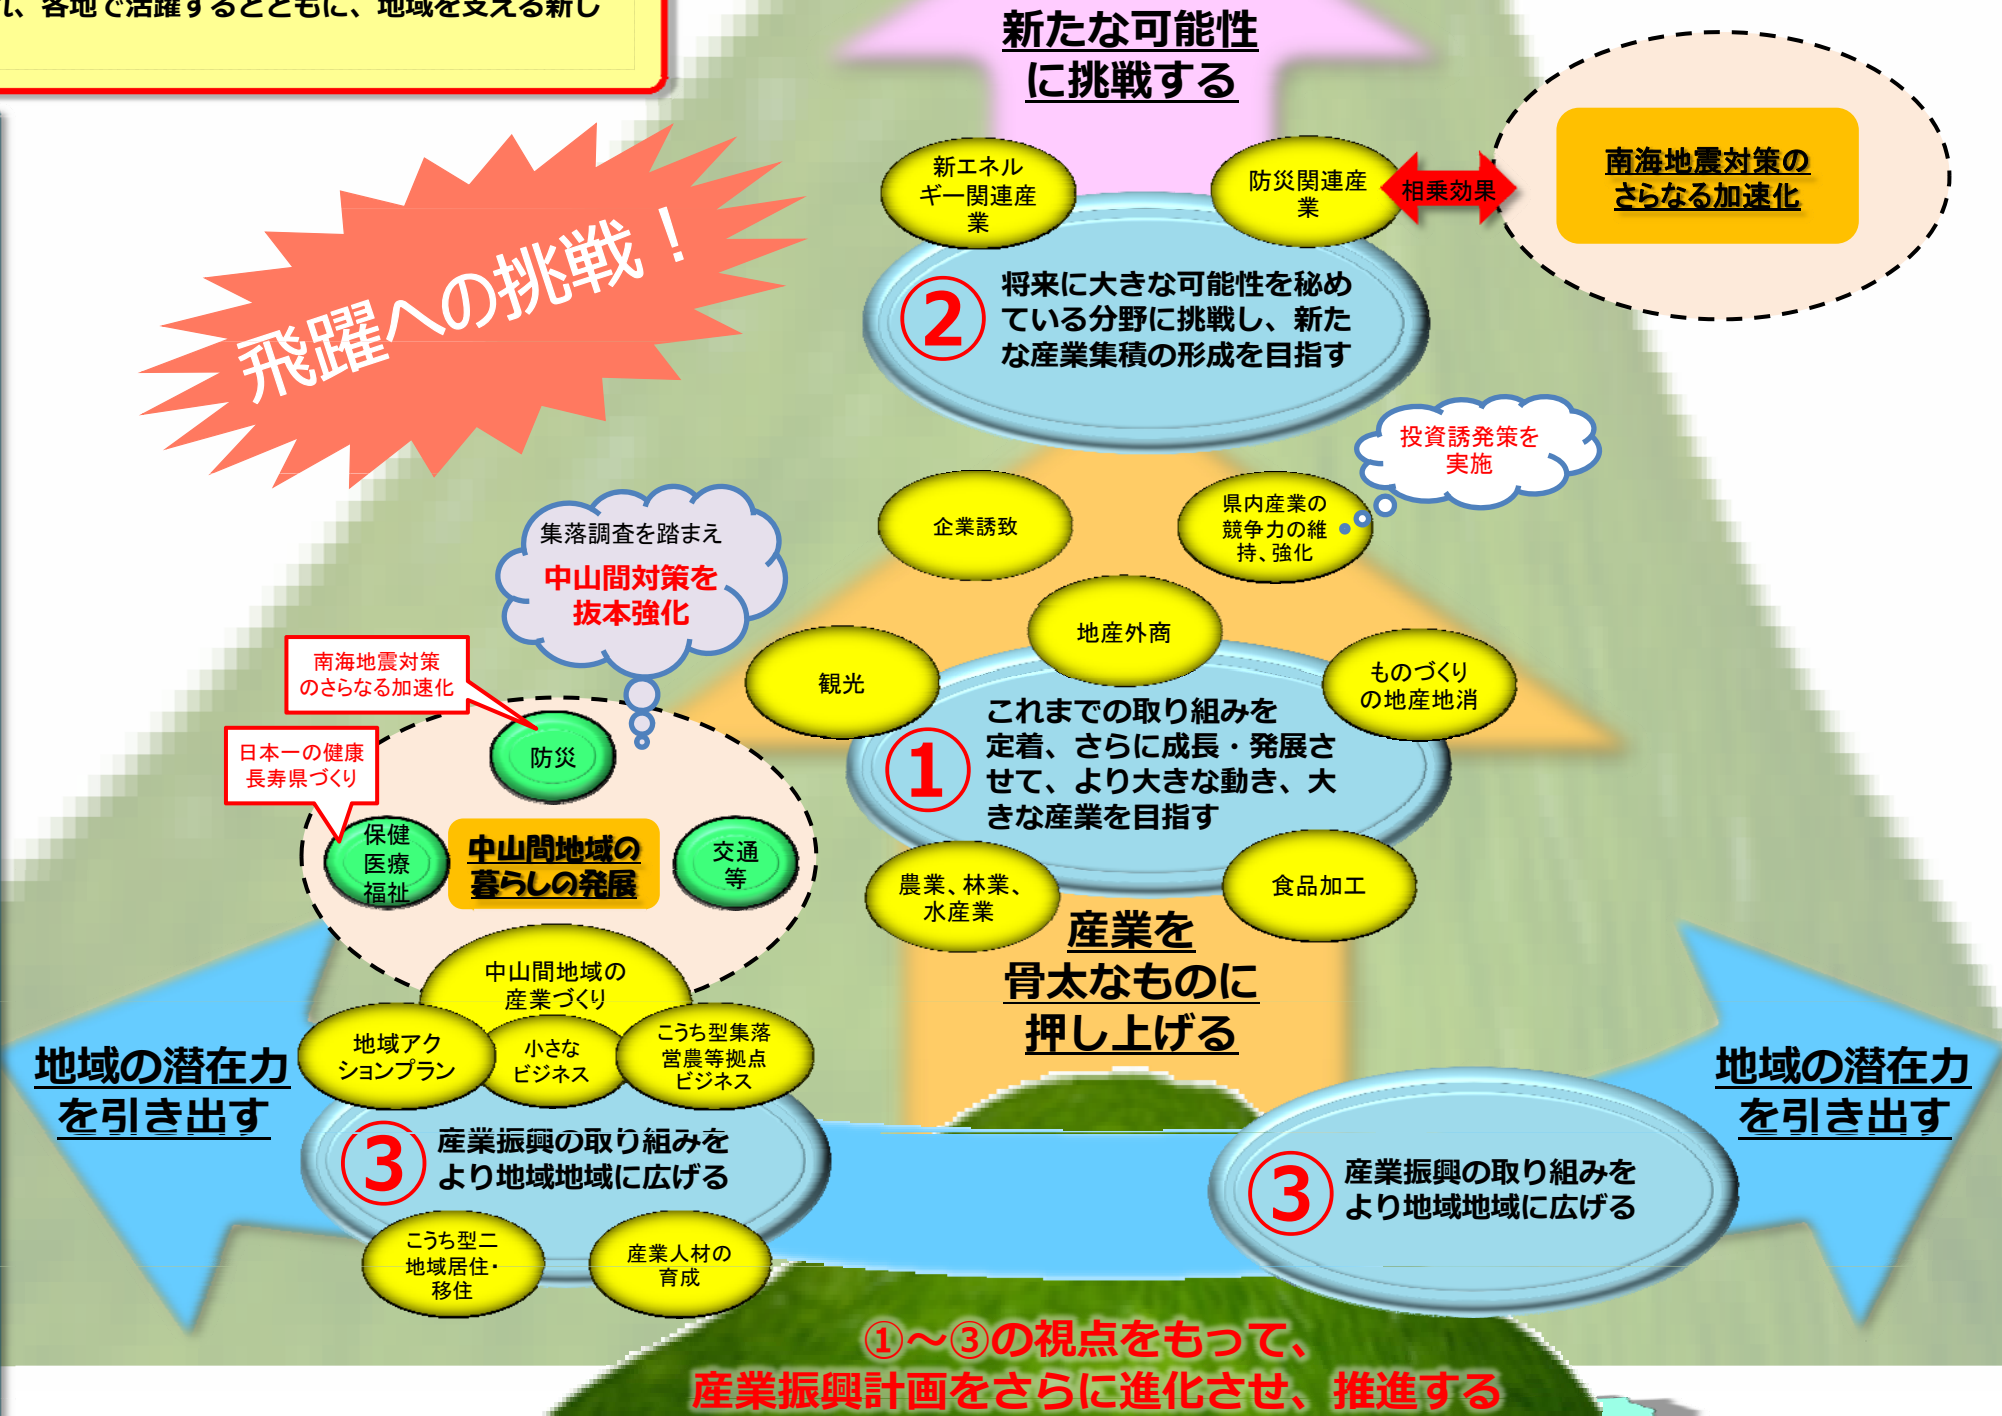 、各地で活躍するとともに、地域を支える新し
新たな可能性
に挑戦する
新エネル
ギー関連産
業
防災関連産
業
相乗効果
南海地震対策の
さらなる加速化
飛躍への挑戦！
②
将来に大きな可能性を秘め
ている分野に挑戦し、新た
な産業集積の形成を目指す
投資誘発策を
実施
企業誘致
県内産業の
競争力の維
持、強化
集落調査を踏まえ
中山間対策を
抜本強化
地産外商
観光
ものづくり
の地産地消
南海地震対策
のさらなる加速化
日本一の健康
長寿県づくり
防災
保健
医療
福祉
中山間地域の
暮らしの発展
交通
等
①
これまでの取り組みを
定着、さらに成長・発展さ
せて、より大きな動き、大
きな産業を目指す
農業、林業、
水産業
食品加工
産業を
骨太なものに
押し上げる
中山間地域の
産業づくり
地域アク
ションプラン
小さな
ビジネス
こうち型集落
営農等拠点
ビジネス
地域の潜在力
を引き出す
③
産業振興の取り組みを
より地域地域に広げる
こうち型二
地域居住・
移住
産業人材の
育成
③
産業振興の取り組みを
より地域地域に広げる
地域の潜在力
を引き出す
①～③の視点をもって、
産業振興計画をさらに進化させ、推進する